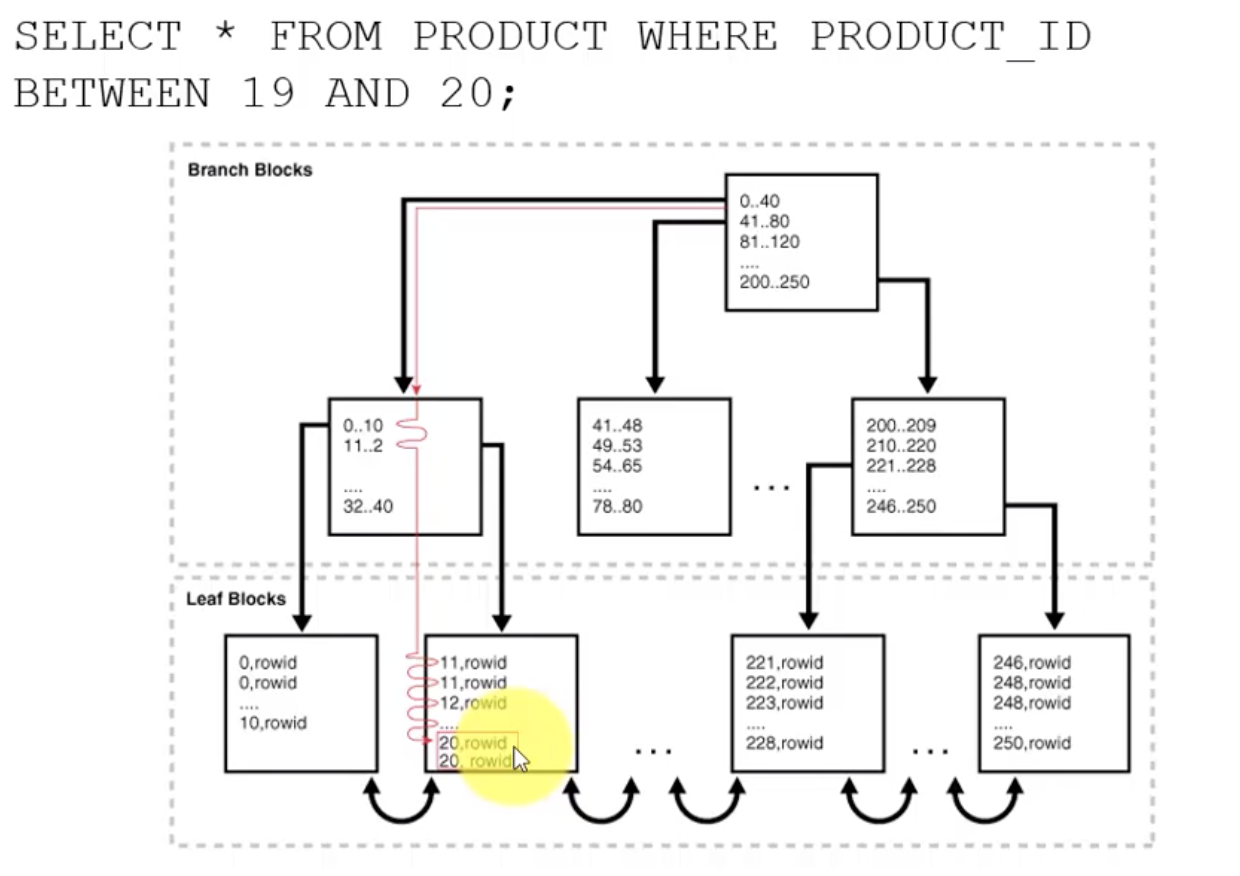 SELECT * FROM PRODUCT WHERE PRODUCT_ID
BETWEEN 19 AND 20;
Branch Blocks
0..40
41..80
81..120
....
200..250
0..10
11..2
....
32..40
41..48
49..53
54..65
....
78..80
...
200..209
210..220
221..228
....
246..250
Leaf Blocks
0,rowid
0,rowid
....
10,rowid
11,rowid
11,rowid
12,rowid
....
20,rowid
20, rowid
...
221,rowid
222,rowid
223,rowid
....
228,rowid
...
246,rowid
248,rowid
248,rowid
....
250,rowid